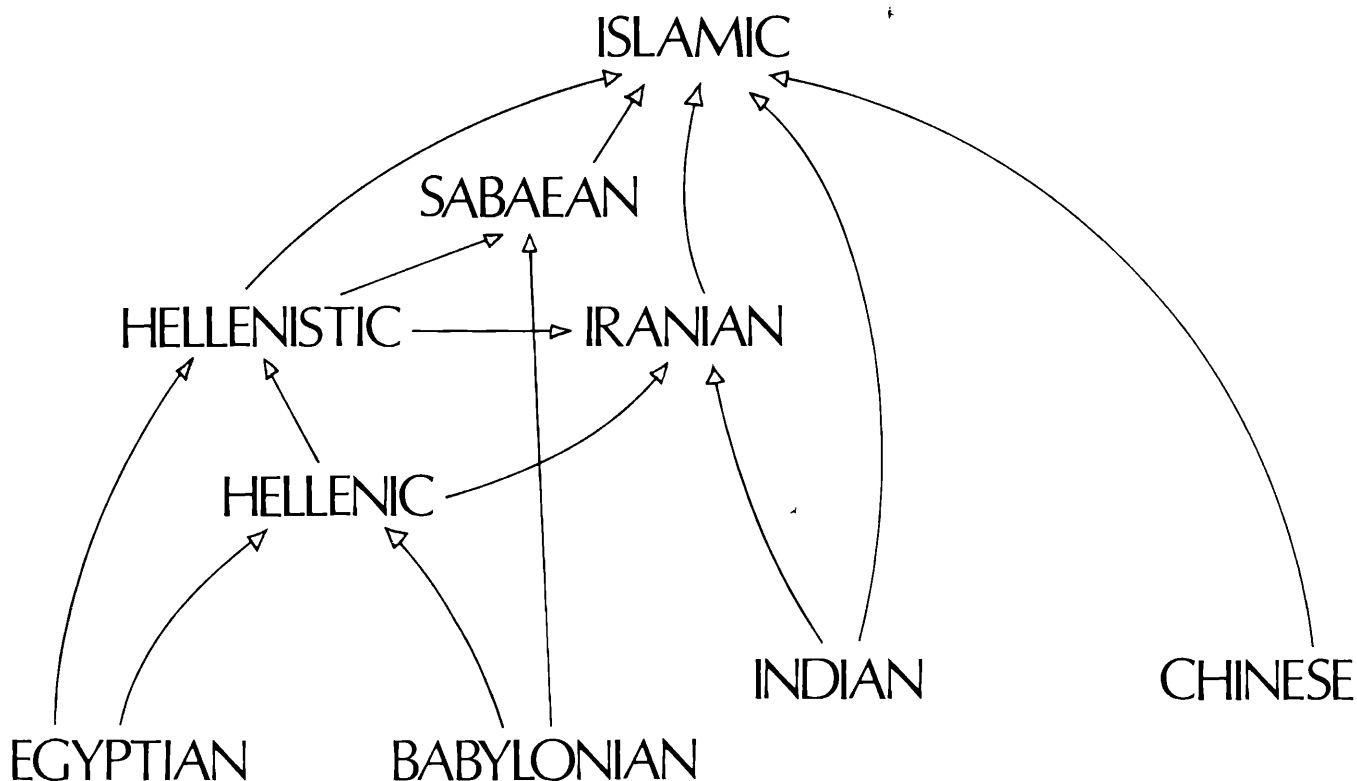 ISLAMIC
SABAEAN
HELLENISTIC
IRANIAN
HELLENIC
INDIAN
CHINESE
EGYPTIAN
BABYLONIAN